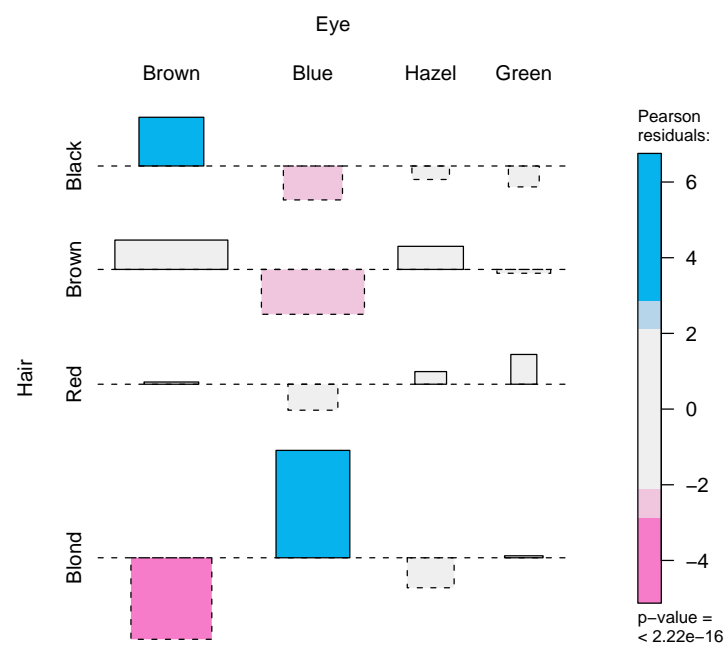 Eye
Brown Blue Hazel Green
Hair
Black
Brown
Red
Blond
Pearson
residuals:
6
4
2
0
−2
−4
p−value =
< 2.22e−16